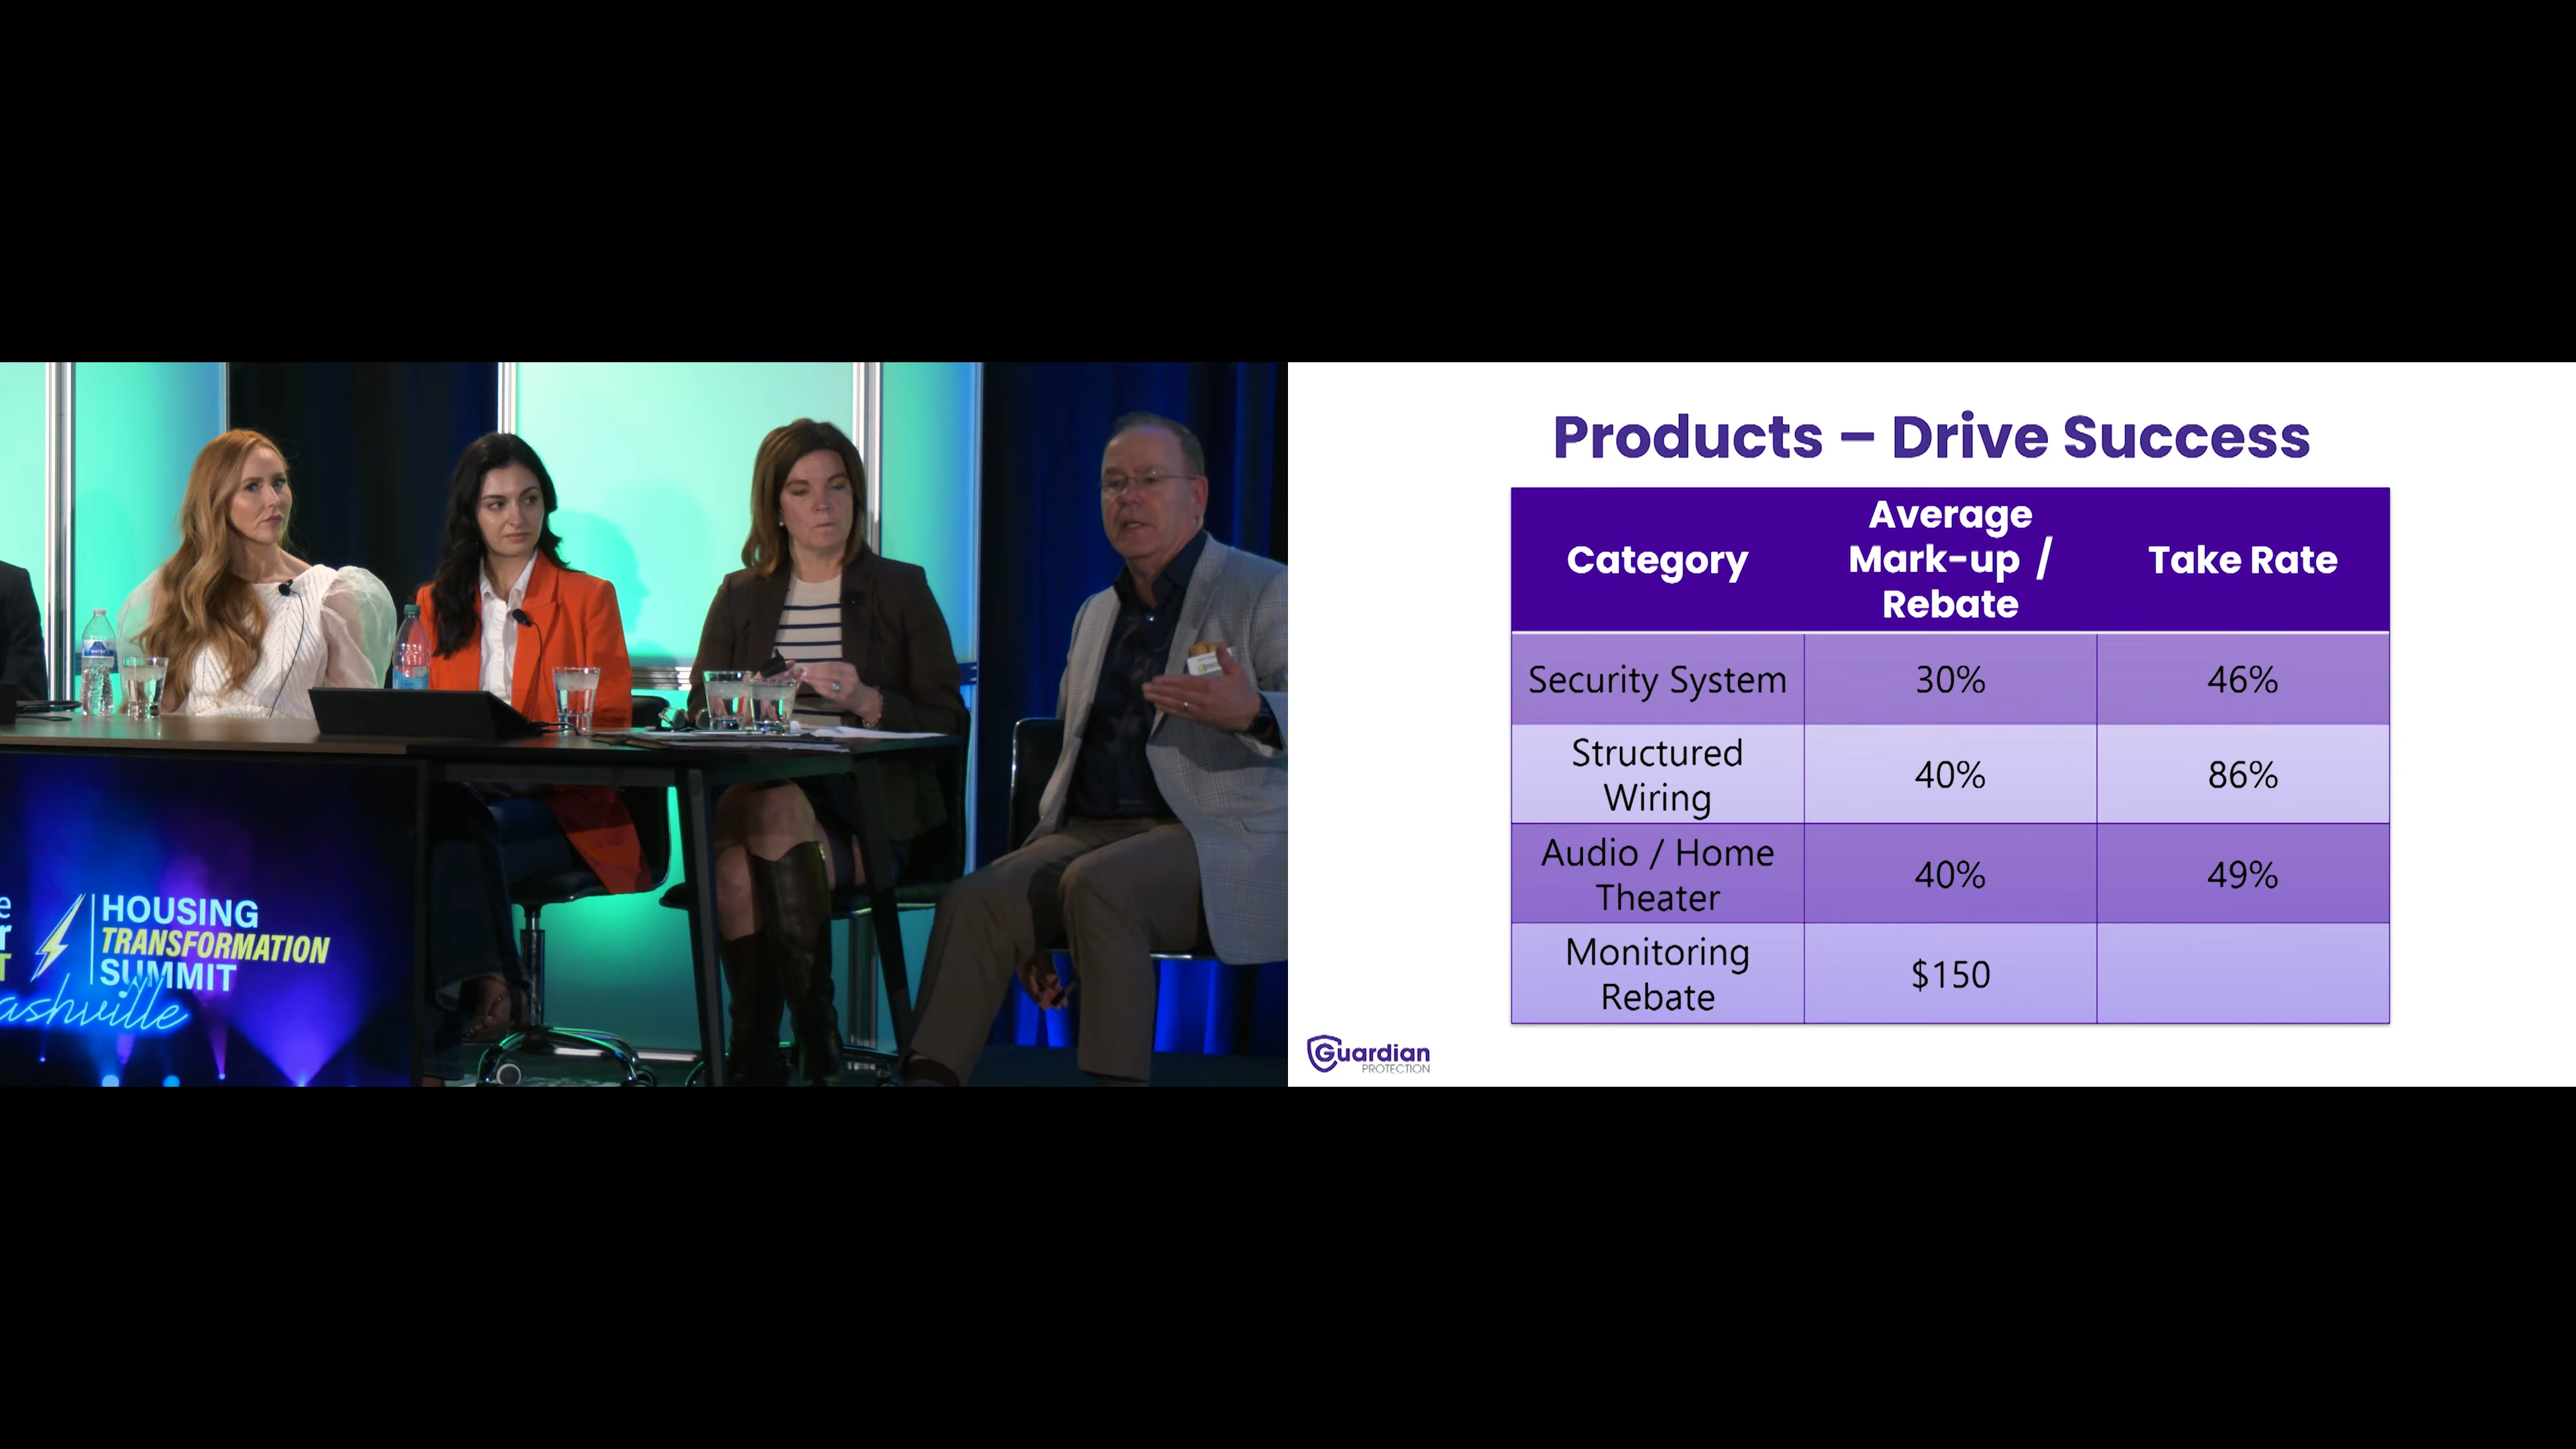 HOUSING
TRANSFORMATION
SUMMIT
ashville
Products – Drive Success
Category
Average
Mark-up /
Rebate
Take Rate
Security System
30%
46%
Structured
Wiring
40%
86%
Audio / Home
Theater
40%
49%
Monitoring
Rebate
$150
Guardian
PROTECTION